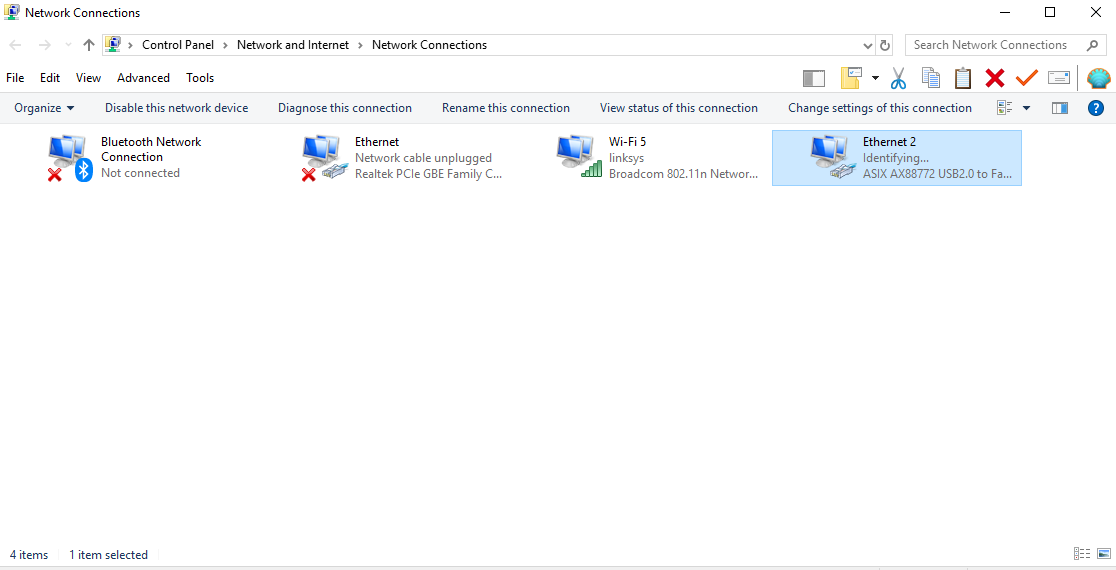 Network Connections
Control Panel > Network and Internet > Network Connections
Search Network Connections
File Edit View Advanced Tools
Organize Disable this network device Diagnose this connection Rename this connection View status of this connection Change settings of this connection
Bluetooth Network
Connection
Not connected
Ethernet
Network cable unplugged
Realtek PCIe GBE Family C...
Wi-Fi 5
linksys
Broadcom 802.11n Networ...
Ethernet 2
Identifying...
ASIX AX88772 USB2.0 to Fa...
4 items 1 item selected